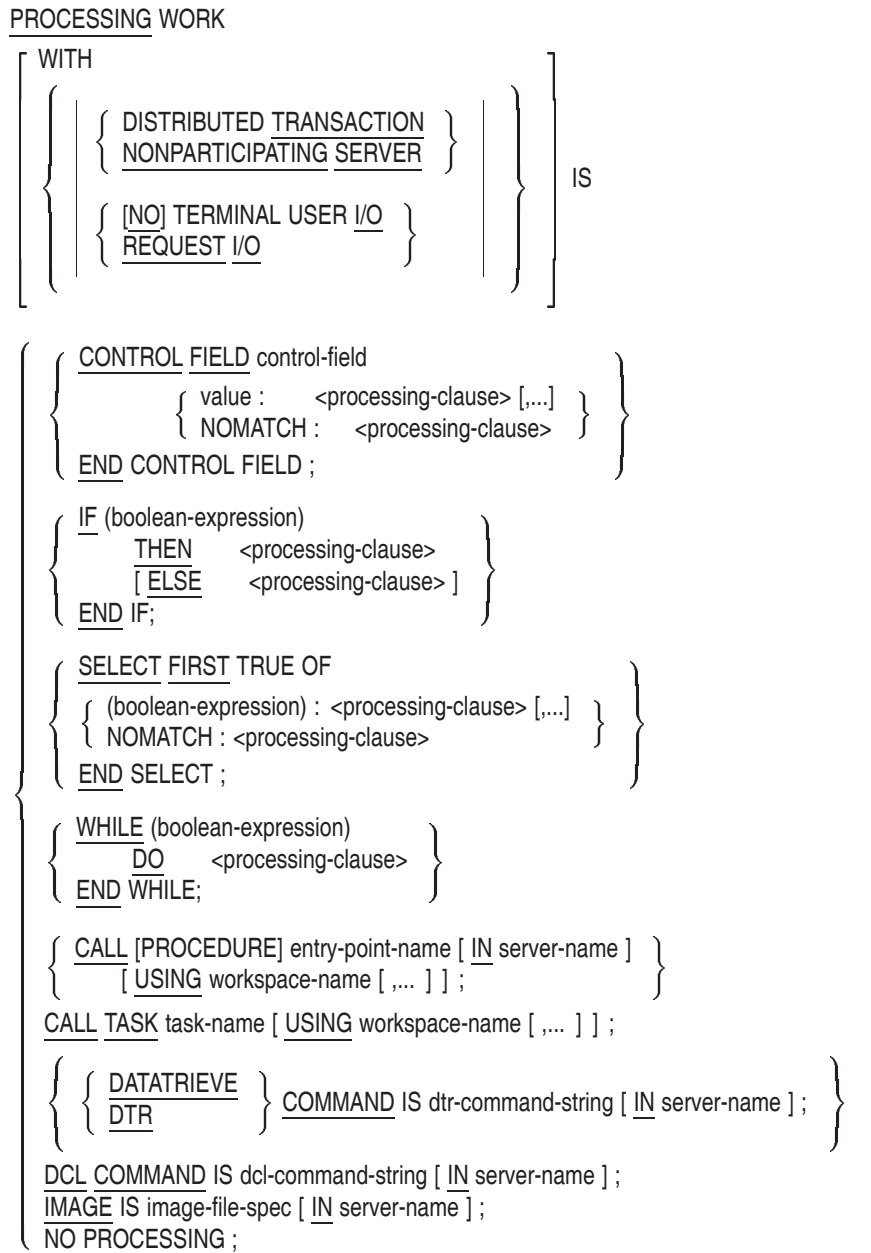 PROCESSING WORK
WITH
DISTRIBUTED TRANSACTION
NONPARTICIPATING SERVER
IS
[NO] TERMINAL USER I/O
REQUEST I/O
CONTROL FIELD control-field
value : <processing-clause> [,...]
NOMATCH : <processing-clause>
END CONTROL FIELD ;
IF (boolean-expression)
THEN <processing-clause>
[ ELSE <processing-clause> ]
END IF;
SELECT FIRST TRUE OF
(boolean-expression) : <processing-clause> [,...]
NOMATCH : <processing-clause>
END SELECT ;
WHILE (boolean-expression)
DO <processing-clause>
END WHILE;
CALL [PROCEDURE] entry-point-name [ IN server-name ]
[ USING workspace-name [ ,... ] ] ;
CALL TASK task-name [ USING workspace-name [ ,... ] ] ;
DATATRIEVE
DTR
COMMAND IS dtr-command-string [ IN server-name ] ;
DCL COMMAND IS dcl-command-string [ IN server-name ] ;
IMAGE IS image-file-spec [ IN server-name ] ;
NO PROCESSING ;